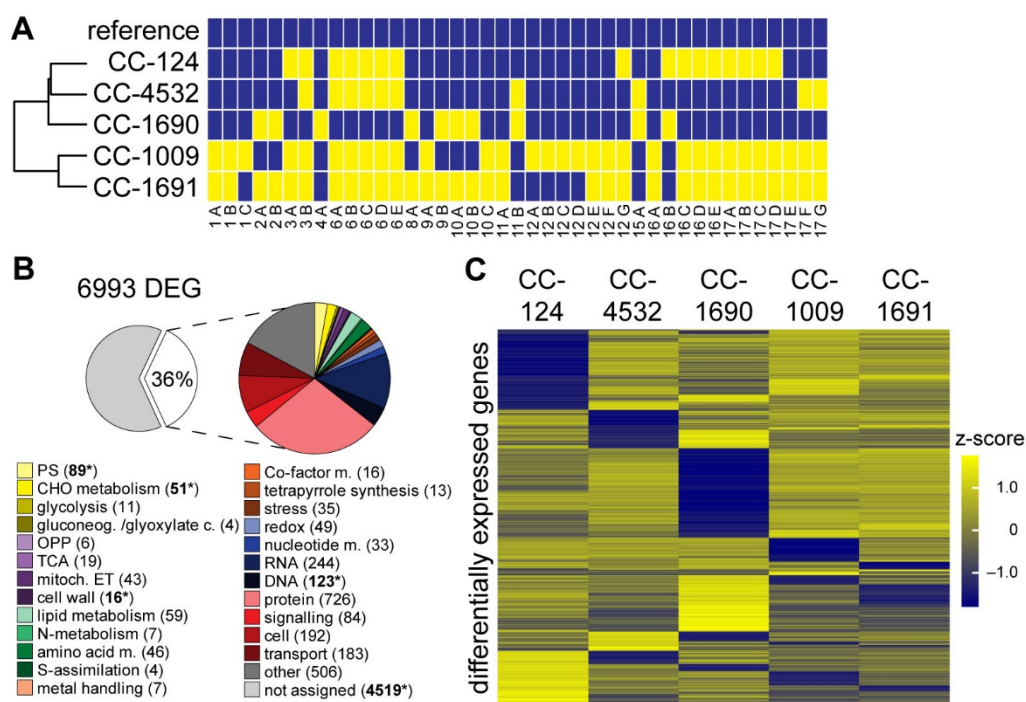 A
reference
CC-124
CC-4532
CC-1690
CC-1009
CC-1691
1 A 1 B 1 C 2 A 2 B 3 A 3 B 4 A 6 A 6 B 6 C 6 D 6 E 8 A 9 A 9 B 10 A 10 B 10 C 11 A 11 B 12 A 12 B 12 C 12 D 12 E 12 F 12 G 15 A 16 A 16 B 16 C 16 D 16 E 17 A 17 B 17 C 17 D 17 E 17 F 17 G
B
6993 DEG
36%
PS (89*)
CHO metabolism (51*)
glycolysis (11)
gluconeog. /glyoxylate c. (4)
OPP (6)
TCA (19)
mitoch. ET (43)
cell wall (16*)
lipid metabolism (59)
N-metabolism (7)
amino acid m. (46)
S-assimilation (4)
metal handling (7)
Co-factor m. (16)
tetrapyrrole synthesis (13)
stress (35)
redox (49)
nucleotide m. (33)
RNA (244)
DNA (123*)
protein (726)
signalling (84)
cell (192)
transport (183)
other (506)
not assigned (4519*)
C
CC-124
CC-4532
CC-1690
CC-1009
CC-1691
differentially expressed genes
z-score
1.0
0
−1.0